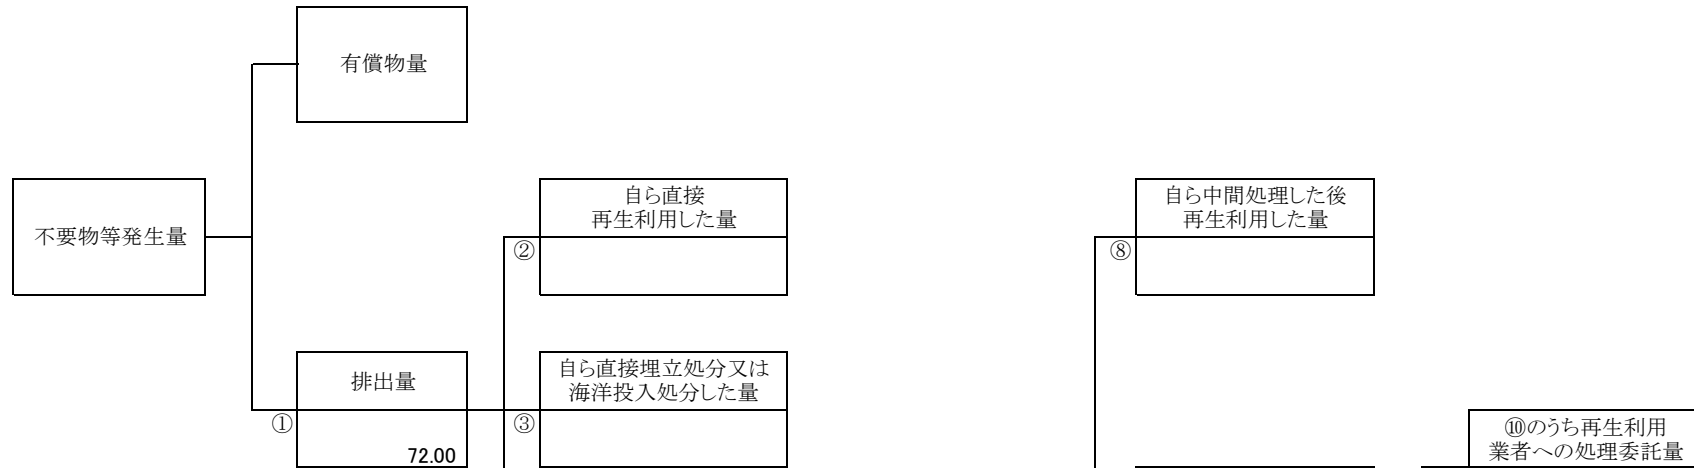 有償物量
不要物等発生量
自ら直接
再生利用した量
②
自ら中間処理した後
再生利用した量
⑧
排出量
①
72.00
自ら直接埋立処分又は
海洋投入処分した量
③
⑩のうち再生利用
業者への処理委託量